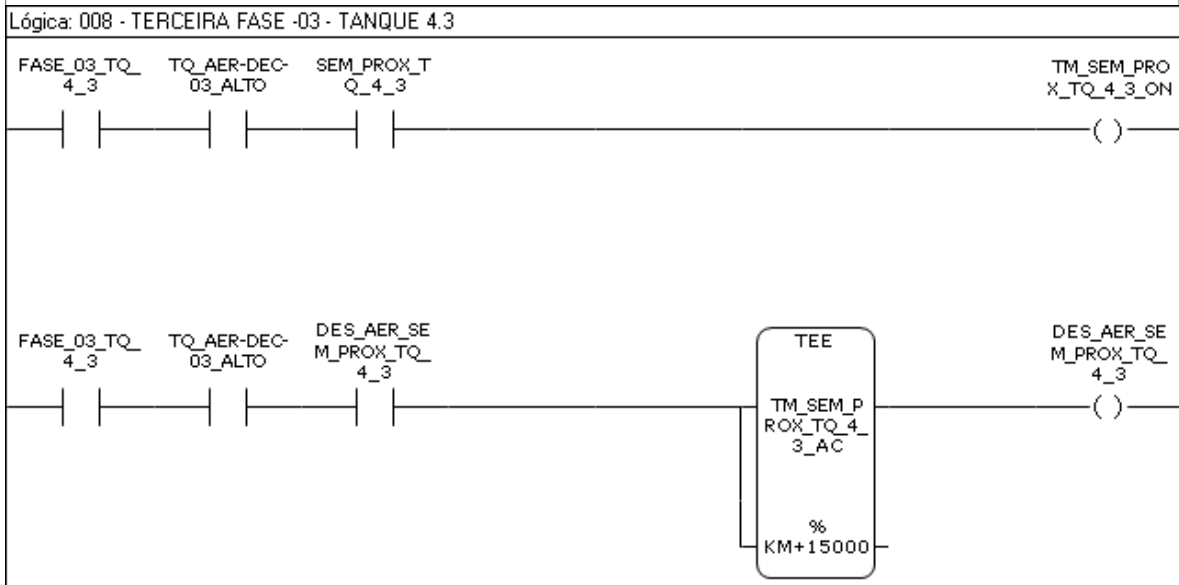 Lógica: 008 - TERCEIRA FASE -03 - TANQUE 4.3
FASE_03_TQ_
4_3
TQ_AER-DEC-
03_ALTO
SEM_PROX_T
Q_4_3
TM_SEM_PRO
X_TQ_4_3_ON
FASE_03_TQ_
4_3
TQ_AER-DEC-
03_ALTO
DES_AER_SE
M_PROX_TQ_
4_3
TEE
TM_SEM_P
ROX_TQ_4_
3_AC
%
KM+15000
DES_AER_SE
M_PROX_TQ_
4_3